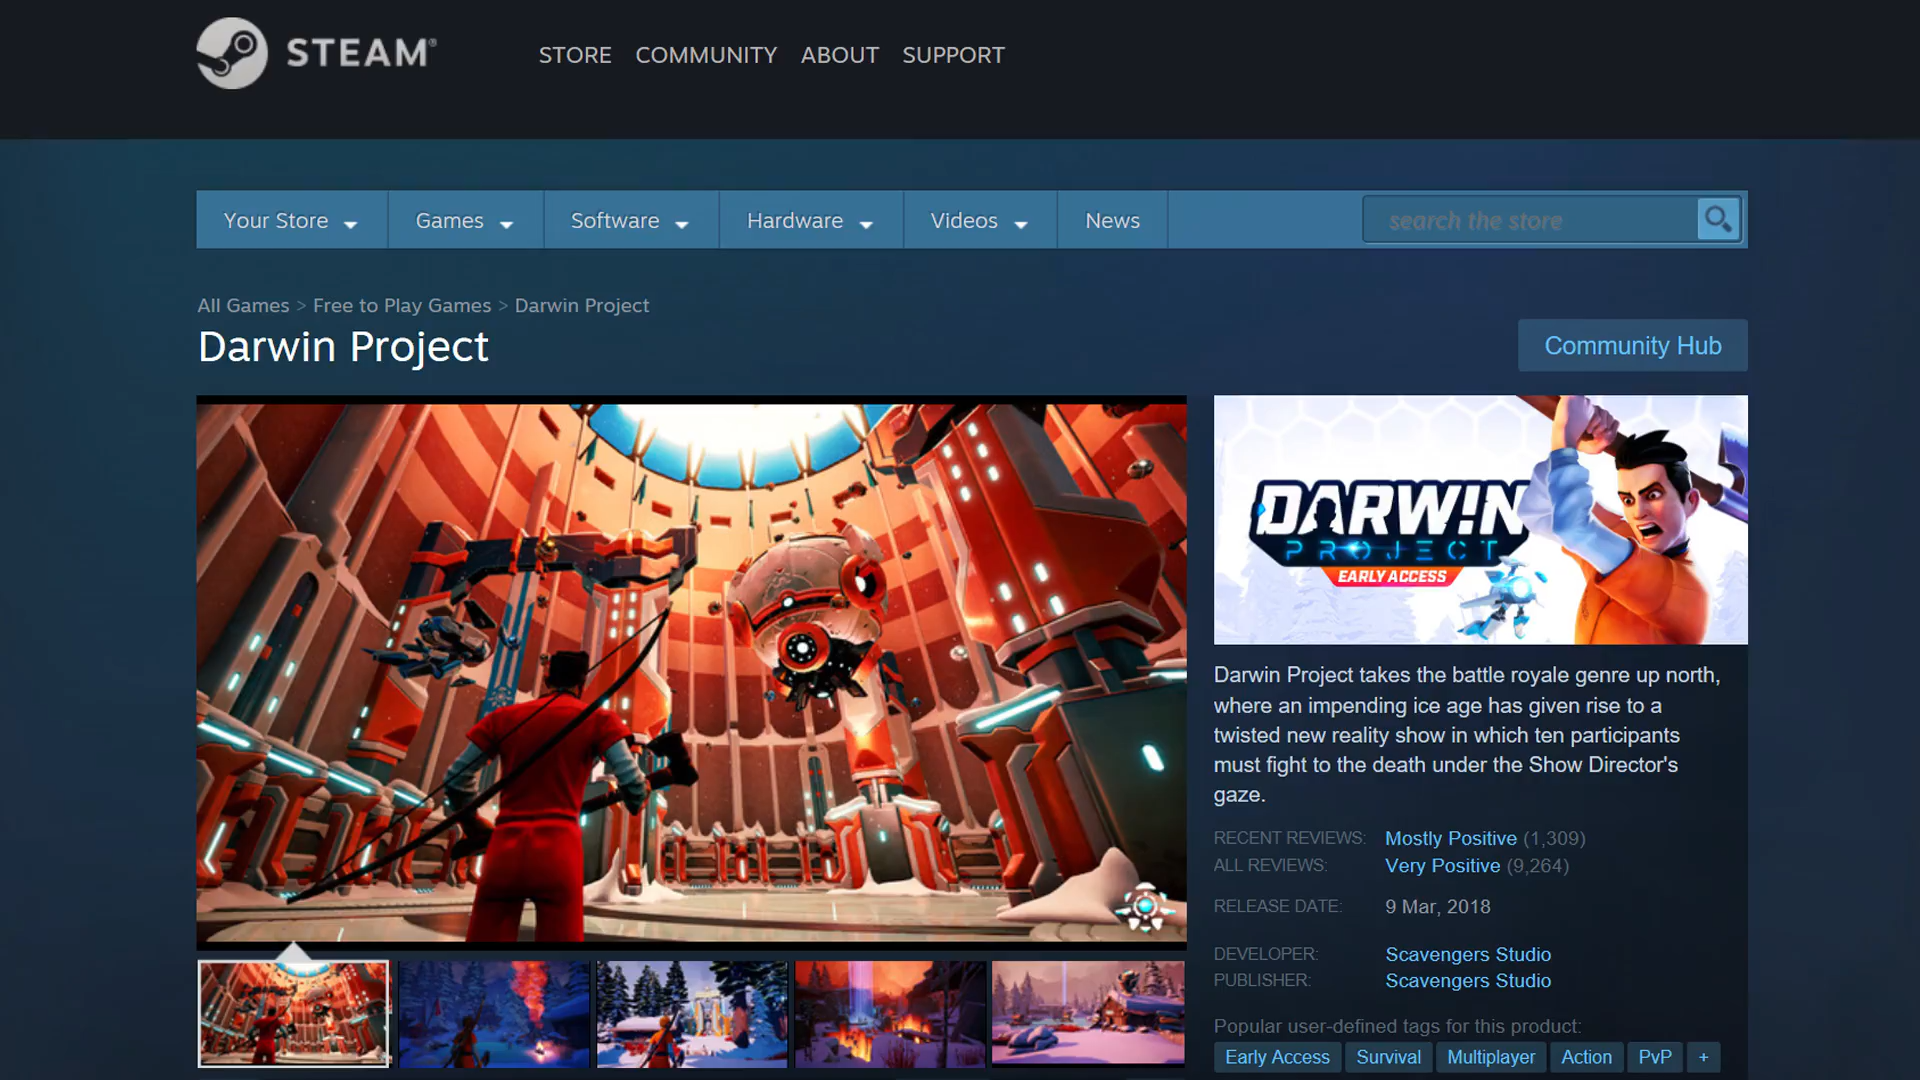 STEAM®
STORE COMMUNITY ABOUT SUPPORT
Your Store Games Software Hardware Videos News search the store
All Games > Free to Play Games > Darwin Project
Darwin Project
Community Hub
DARW!N
PROJECT
EARLY ACCESS
Darwin Project takes the battle royale genre up north,
where an impending ice age has given rise to a
twisted new reality show in which ten participants
must fight to the death under the Show Director's
gaze.
RECENT REVIEWS: Mostly Positive (1,309)
ALL REVIEWS: Very Positive (9,264)
RELEASE DATE: 9 Mar, 2018
DEVELOPER: Scavengers Studio
PUBLISHER: Scavengers Studio
Popular user-defined tags for this product:
Early Access Survival Multiplayer Action PvP +